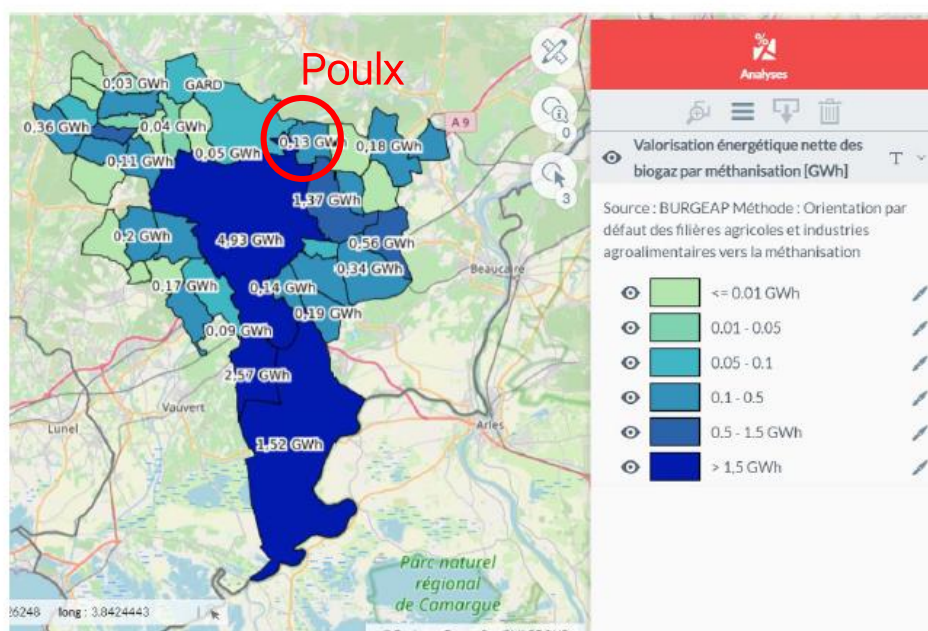 Poulx
0,03 GWh
GARD
0,36 GWh
0,04 GWh
0,13 GWh
0,18 GWh
A 9
0,11 GWh
0,05 GWh
1,37 GWh
0,2 GWh
4,93 GWh
0,56 GWh
0,34 GWh
Beaucaire
0,17 GWh
0,14 GWh
0,19 GWh
0,09 GWh
2,57 GWh
Vauvert
Lunel
Arles
1,52 GWh
Parc naturel
régional
de Camargue
26248 long : 3.8424443
0
3
%
Analyses
Valorisation énergétique nette des
biogaz par méthanisation [GWh]
T
Source : BURGEAP Méthode : Orientation par
défaut des filières agricoles et industries
agroalimentaires vers la méthanisation
<= 0.01 GWh
0.01 - 0.05
0.05 - 0.1
0.1 - 0.5
0.5 - 1.5 GWh
> 1,5 GWh